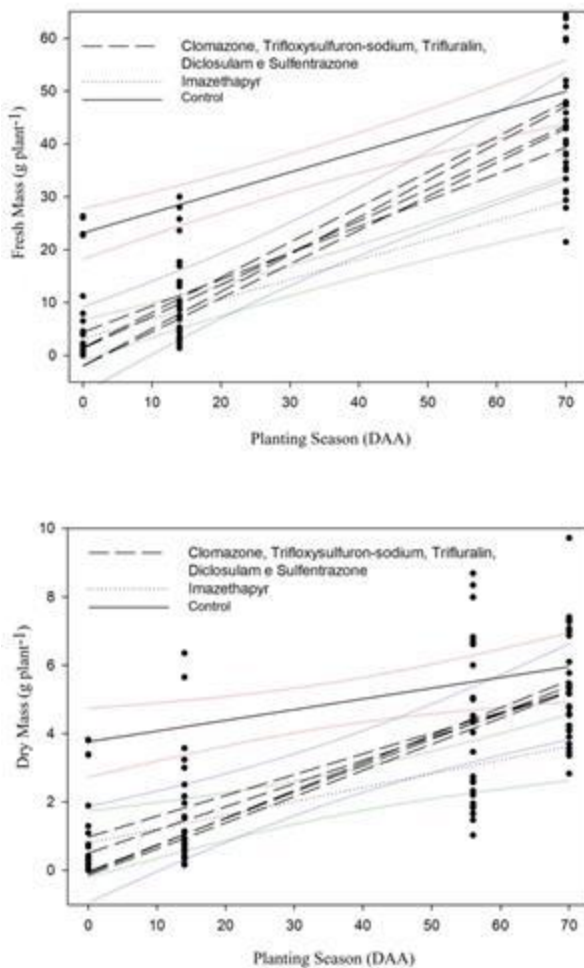 60
50
40
30
20
10
0
Fresh Mass (g plant-1)
Clomazone, Trifloxysulfuron-sodium, Trifluralin,
Diclosulam e Sulfentrazone
Imazethapyr
Control
0 10 20 30 40 50 60 70
Planting Season (DAA)
10
8
6
4
2
0
Dry Mass (g plant-1)
Clomazone, Trifloxysulfuron-sodium, Trifluralin,
Diclosulam e Sulfentrazone
Imazethapyr
Control
0 10 20 30 40 50 60 70
Planting Season (DAA)